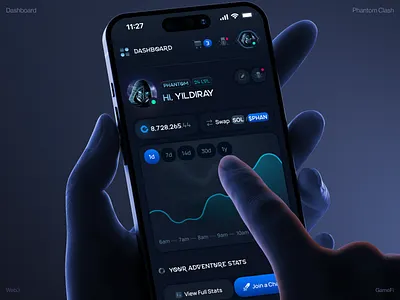 Dashboard
Phantom Clash
11:27
DASHBOARD
3
PHANTOM
Hi, YILDIRAY
8,728,265.44
Swap SOL $PHAN
1d 7d 14d 30d 1y
6am 7am 8am 9am 10am
YOUR ADVENTURE STATS
View Full Stats
Join a Cl
GameFi